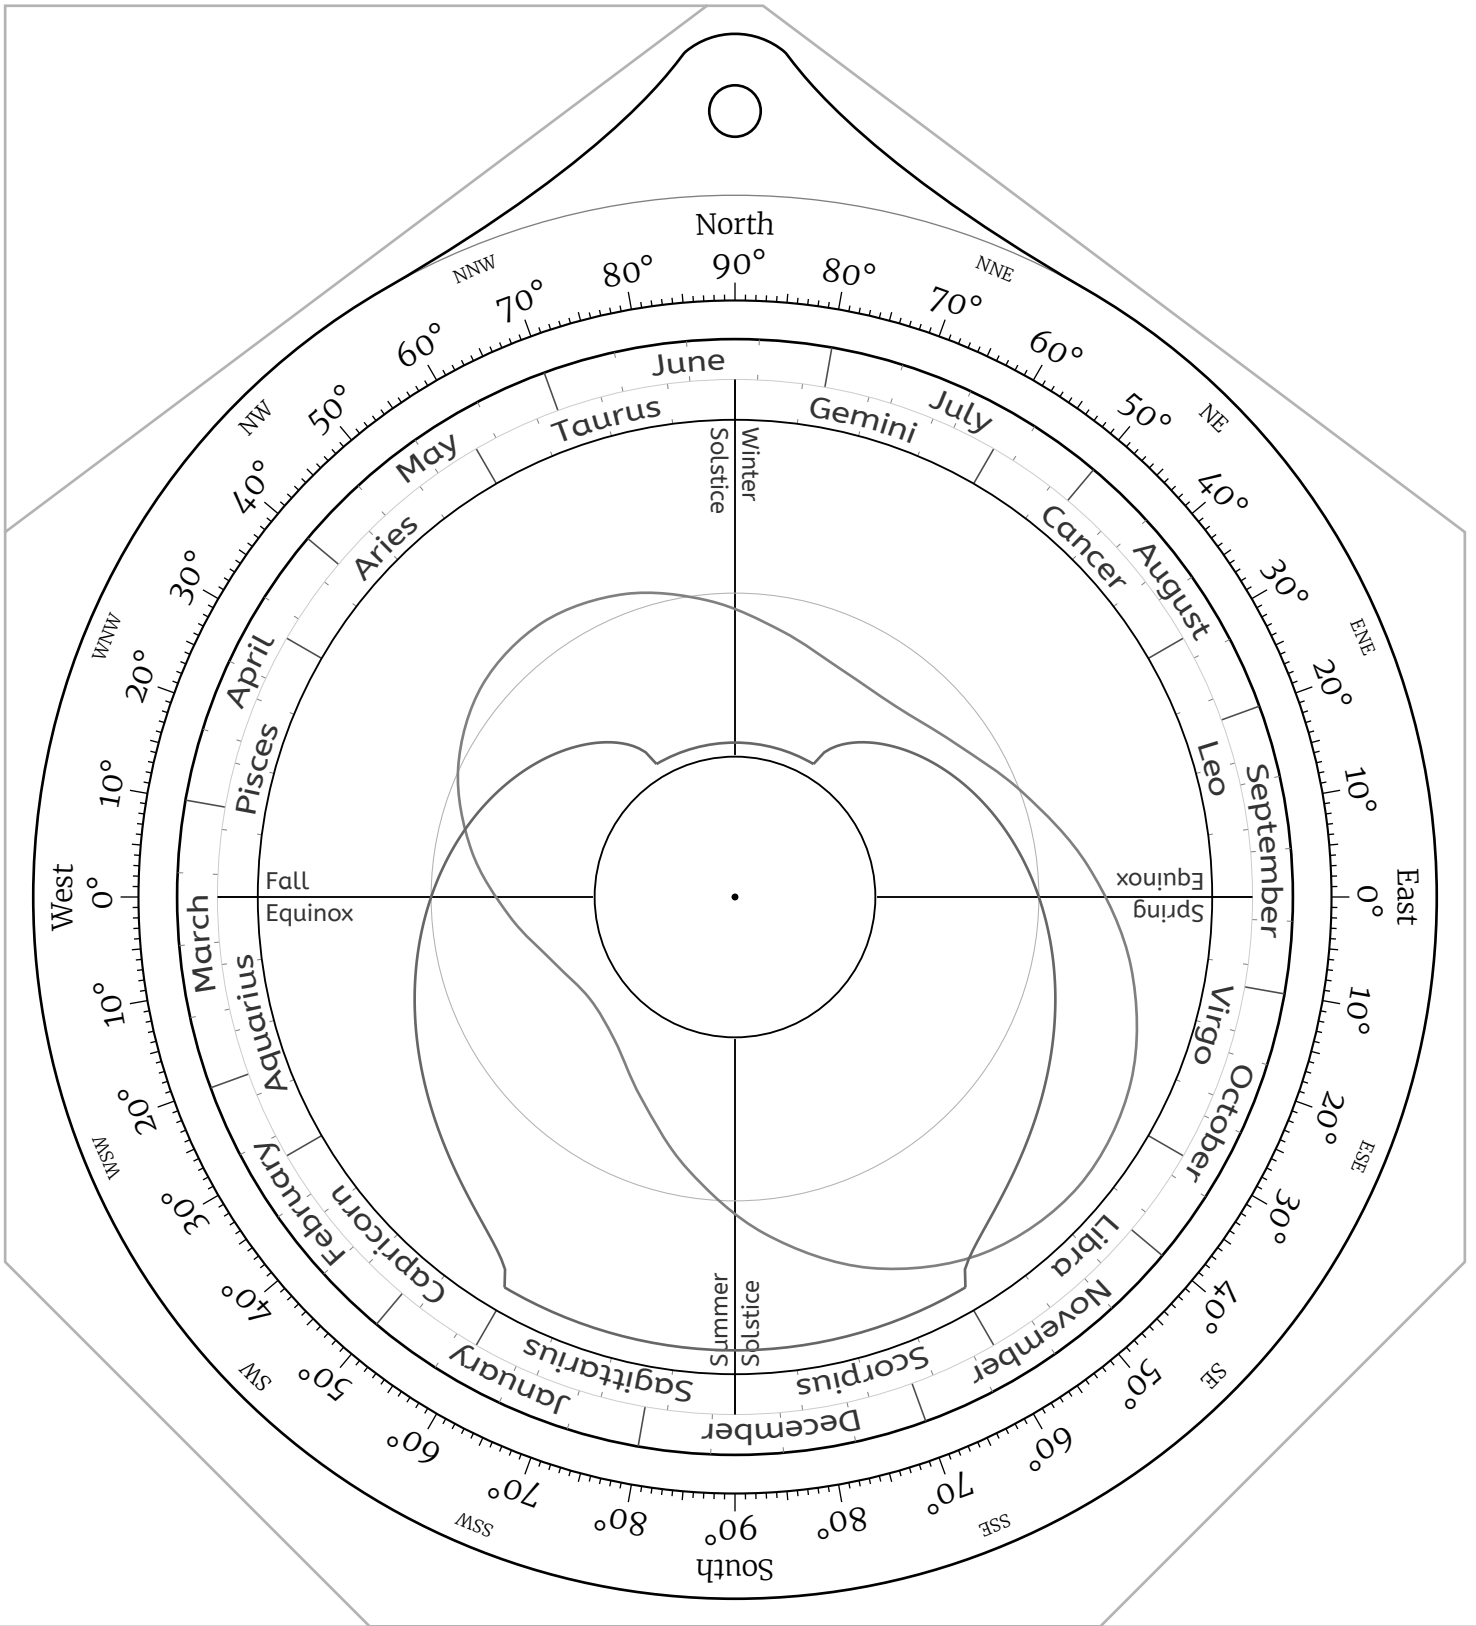 North
NNW
NNE
90°
80°
80°
70°
70°
60°
60°
50°
50°
40°
40°
30°
30°
20°
20°
10°
10°
0°
0°
10°
10°
20°
20°
30°
30°
40°
40°
50°
50°
60°
60°
70°
70°
80°
80°
90°
NW
NE
WNW
ENE
West
East
WSW
ESE
SW
SE
SSW
SSE
South
January
February
March
April
May
June
July
August
September
October
November
December
Aries
Taurus
Gemini
Cancer
Leo
Virgo
Libra
Scorpius
Sagittarius
Capricorn
Aquarius
Pisces
Winter
Solstice
Fall
Equinox
Spring
Equinox
Summer
Solstice